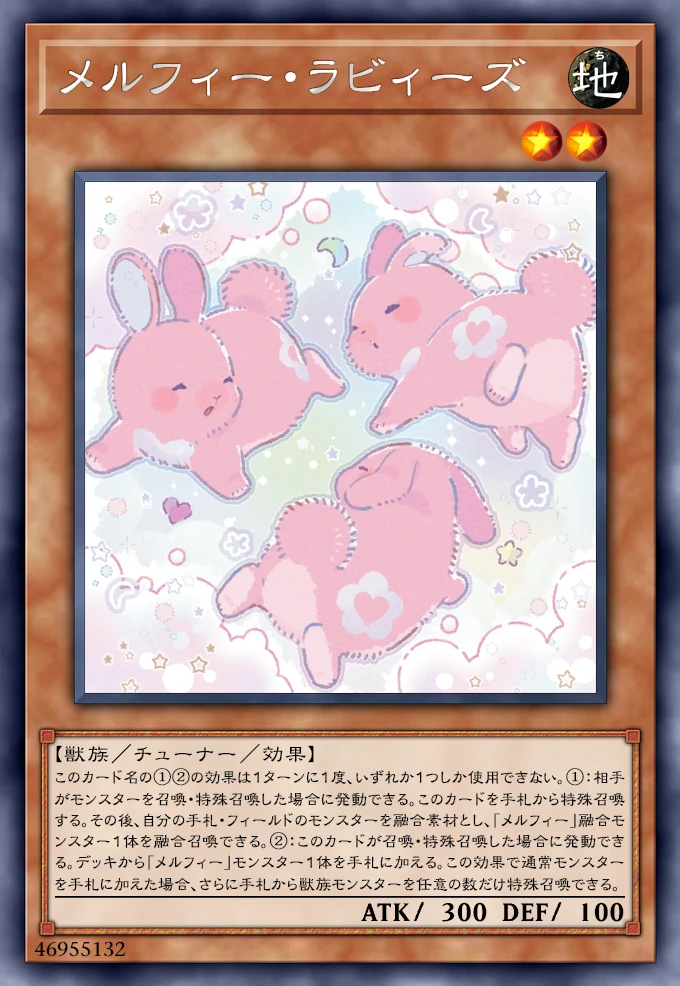 メルフィー・ラビィーズ
ち
地
【獣族／チューナー／効果】
このカード名の①②の効果は１ターンに１度、いずれか１つしか使用できない。①：相手
がモンスターを召喚・特殊召喚した場合に発動できる。このカードを手札から特殊召喚
する。その後、自分の手札・フィールドのモンスターを融合素材とし、「メルフィー」融合モ
ンスター１体を融合召喚できる。②：このカードが召喚・特殊召喚した場合に発動でき
る。デッキから「メルフィー」モンスター１体を手札に加える。この効果で通常モンスター
を手札に加えた場合、さらに手札から獣族モンスターを任意の数だけ特殊召喚できる。
ATK/ 300 DEF/ 100
46955132